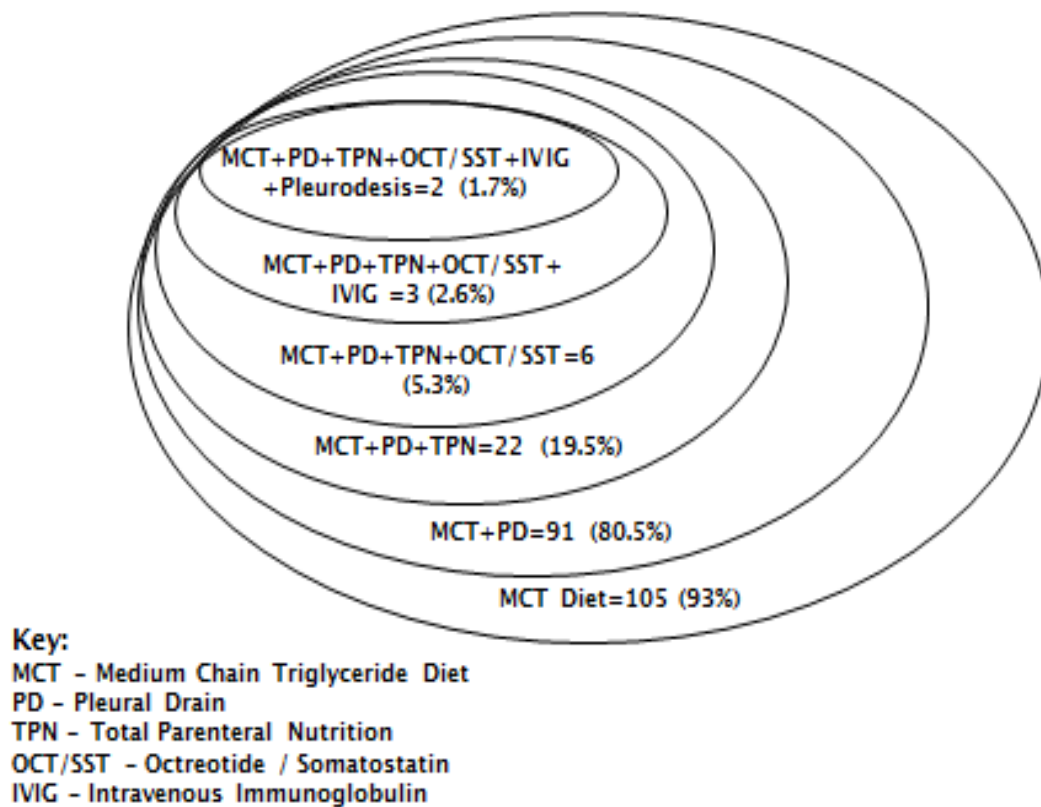 MCT+PD+TPN+OCT/SST+IVIG
+Pleurodesis=2 (1.7%)
MCT+PD+TPN+OCT/SST+
IVIG =3 (2.6%)
MCT+PD+TPN+OCT/SST=6
(5.3%)
MCT+PD+TPN=22 (19.5%)
MCT+PD=91 (80.5%)
MCT Diet=105 (93%)
Key:
MCT - Medium Chain Triglyceride Diet
PD - Pleural Drain
TPN - Total Parenteral Nutrition
OCT/SST - Octreotide / Somatostatin
IVIG - Intravenous Immunoglobulin